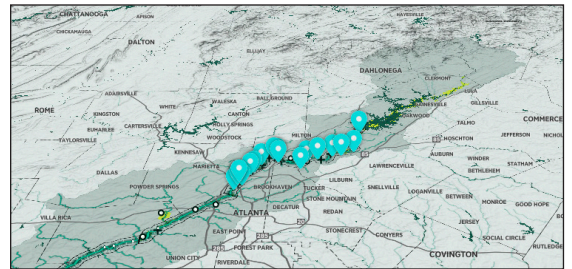 HAYESVILLE
CHATTANOOGA
APISON
CHICKAMAUGA
DALTON
ELLIJAY
DAHLONEGA
CLERMONT
LULA
ADAIRSVILLE
BALL GROUND
GILLSVILLE
ROME
WHITE
WALESKA
COMMERCE
KINGSTON
CANTON
OAKWOOD
TALMO
EUHARLEE
CARTERSVILLE
HOLLY SPRINGS
TAYLORSVILLE
WOODSTOCK
MILTON
HOSCHTON
JEFFERSON
KENNESAW
AUBURN
WINDER
STATHAM
DALLAS
MARIETTA
LAWRENCEVILLE
BETHLEHEM
POWDER SPRINGS
BROOKHAVEN
TUCKER
LILBURN
SNELLVILLE
LOGANVILLE
STONE MOUNTAIN
BETWEEN
MONROE
GOOD HOPE
VILLA RICA
ATLANTA
DECATUR
REDAN
JERSEY
EAST POINT
STONECREST
CONYERS
SOCIAL CIRCLE
FOREST PARK
RUTLEDGE
UNION CITY
RIVERDALE
COVINGTON